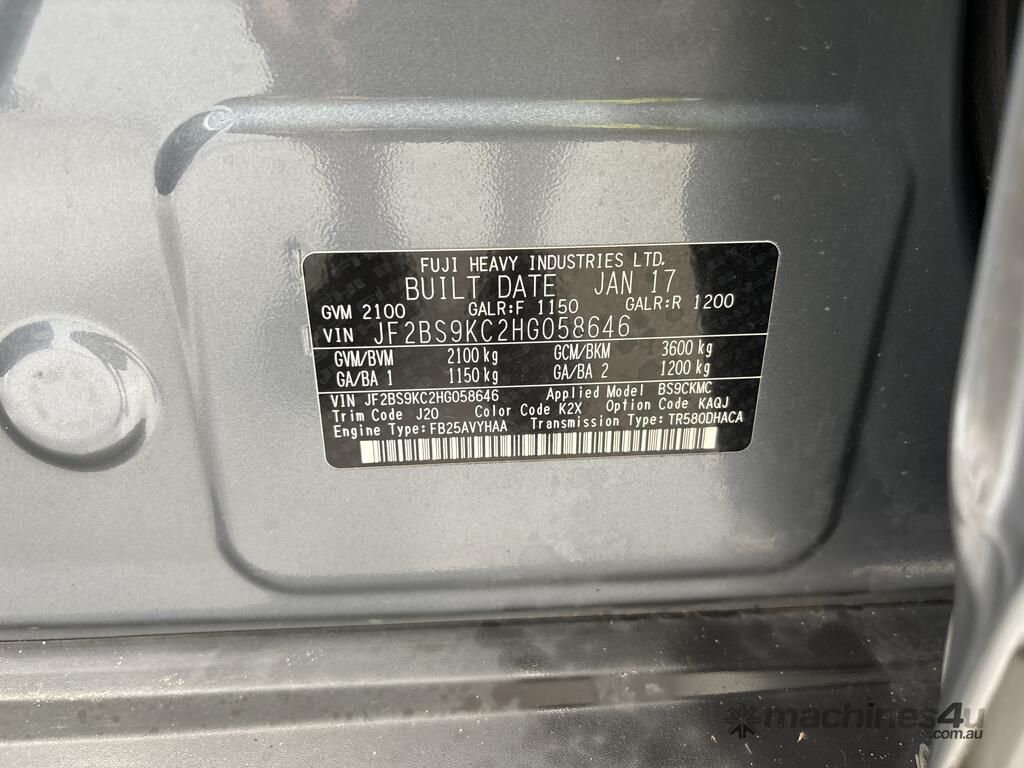 FUJI HEAVY INDUSTRIES LTD.
BUILT DATE JAN 17
GVM 2100 GALR:F 1150 GALR:R 1200
VIN JF2BS9KC2HG058646
GVM/BVM 2100 kg GCM/BKM 3600 kg
GA/BA 1 1150 kg GA/BA 2 1200 kg
VIN JF2BS9KC2HG058646 Applied Model BS9CKMC
Trim Code J20 Color Code K2X Option Code KAQJ
Engine Type:FB25AVYHAA Transmission Type:TR580DHACA
machines4u
.com.au